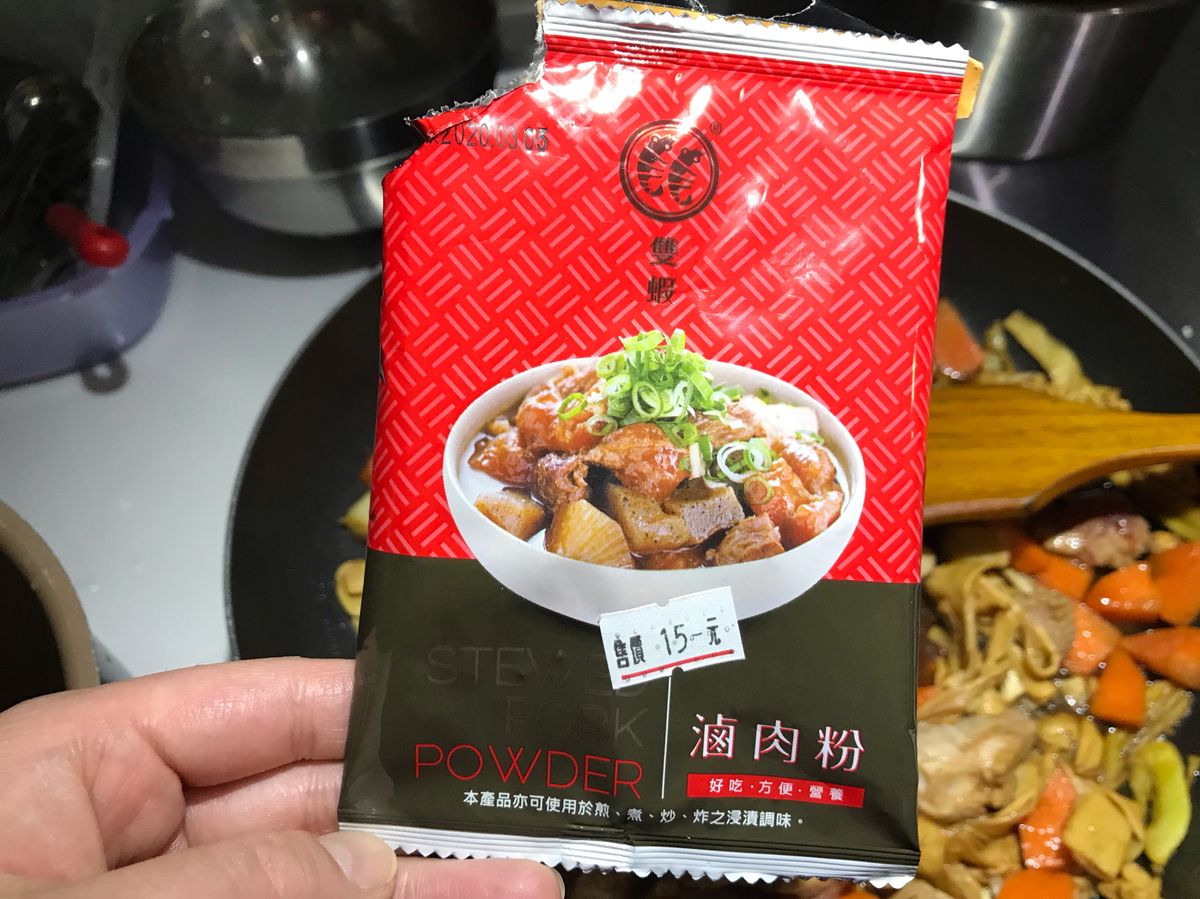 2020.03.05
®
雙蝦
售價 15-元
STEWED
PORK
POWDER
滷肉粉
好吃·方便·營養
本產品亦可使用於煎、煮、炒、炸之浸漬調味。